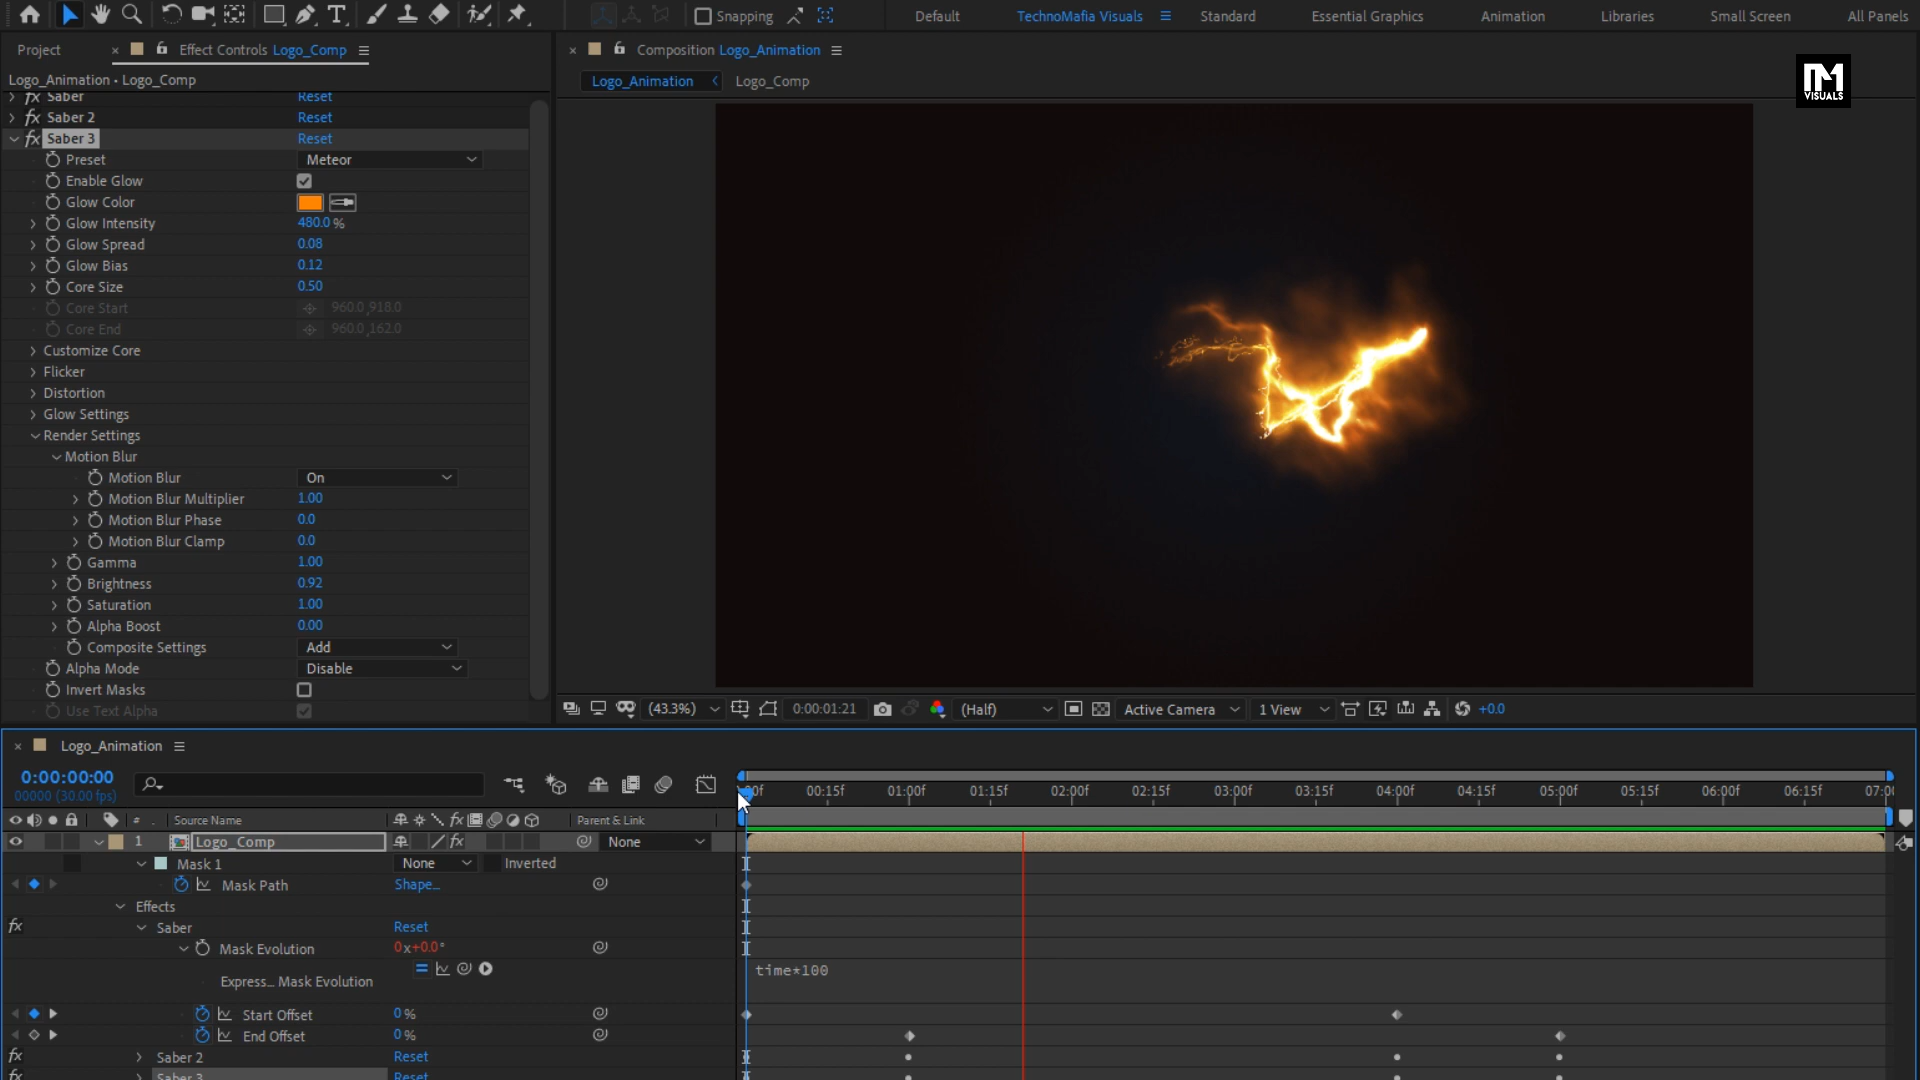 Snapping
Default
TechnoMafia Visuals
Standard
Essential Graphics
Animation
Libraries
Small Screen
All Panels
Project
Effect Controls Logo_Comp
Composition Logo_Animation
Logo_Animation • Logo_Comp
Logo_Animation
Logo_Comp
VISUALS
fx Saber Reset
fx Saber 2 Reset
fx Saber 3 Reset
Preset Meteor
Enable Glow
Glow Color
Glow Intensity 480.0 %
Glow Spread 0.08
Glow Bias 0.12
Core Size 0.50
Core Start 960.0,918.0
Core End 960.0,162.0
Customize Core
Flicker
Distortion
Glow Settings
Render Settings
Motion Blur
Motion Blur On
Motion Blur Multiplier 1.00
Motion Blur Phase 0.0
Motion Blur Clamp 0.0
Gamma 1.00
Brightness 0.92
Saturation 1.00
Alpha Boost 0.00
Composite Settings Add
Alpha Mode Disable
Invert Masks
Use Text Alpha
(43.3%) 0:00:01:21 (Half) Active Camera 1 View +0.0
Logo_Animation
0:00:00:00
00000 (30.00 fps)
00:15f 01:00f 01:15f 02:00f 02:15f 03:00f 03:15f 04:00f 04:15f 05:00f 05:15f 06:00f 06:15f
Source Name fx Parent & Link
1 Logo_Comp fx None
Mask 1 None Inverted
Mask Path Shape...
Effects
fx Saber Reset
Mask Evolution 0x+0.0°
Express... Mask Evolution time*100
Start Offset 0 %
End Offset 0 %
fx Saber 2 Reset
fx Saber 3 Reset